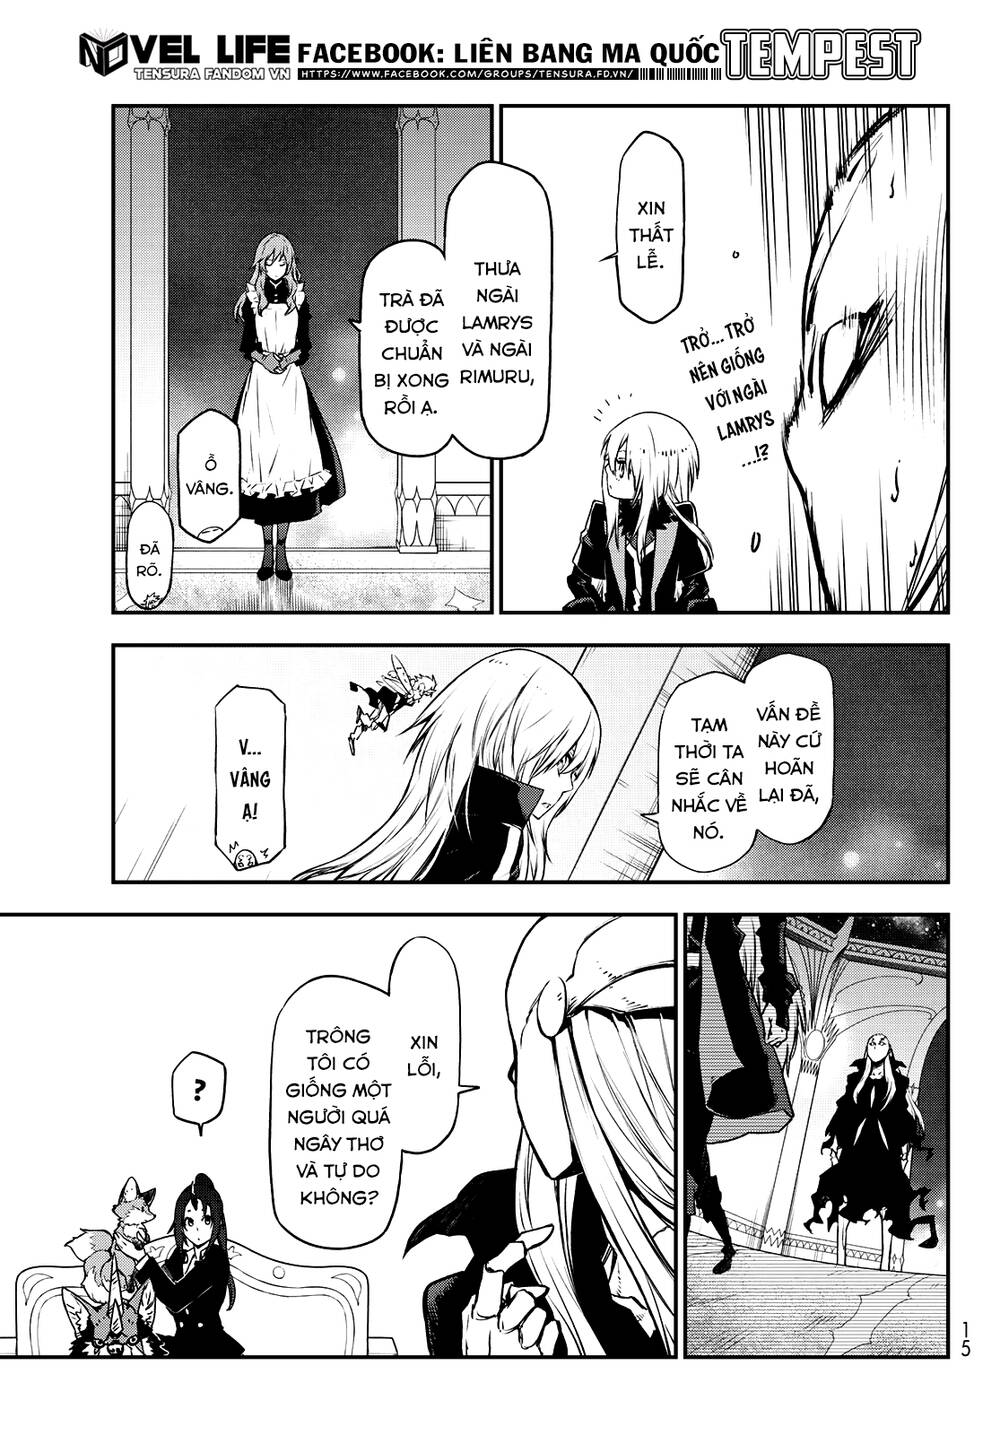 NOVEL LIFE
TENSURA FANDOM VN
FACEBOOK: LIÊN BANG MA QUỐC
HTTPS://WWW.FACEBOOK.COM/GROUPS/TENSURA.FD.VN/
TEMPEST
XIN
THẤT
LỄ.
TRỞ... TRỞ
NÊN GIỐNG
VỚI NGÀI
LAMRYS
...!?
THƯA
NGÀI
LAMRYS
VÀ NGÀI
RIMURU,
TRÀ ĐÃ
ĐƯỢC
CHUẨN
BỊ XONG
RỒI Ạ.
Ồ
VÂNG.
ĐÃ
RÕ.
VẤN ĐỀ
NÀY CỨ
HOÃN
LẠI ĐÃ,
TẠM
THỜI TA
SẼ CÂN
NHẮC VỀ
NÓ.
V...
VÂNG
Ạ!
XIN
LỖI,
TRÔNG
TÔI CÓ
GIỐNG MỘT
NGƯỜI QUÁ
NGÂY THƠ
VÀ TỰ DO
KHÔNG?
?
15